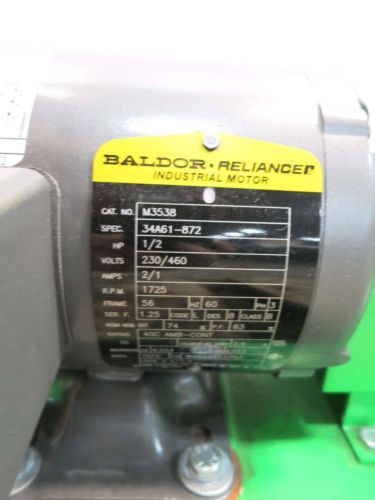 BALDOR • RELIANCER
INDUSTRIAL MOTOR
CAT. NO. M3538
SPEC. 34A61-872
HP 1/2
VOLTS 230/460
AMPS 2/1
R.P.M. 1725
FRAME 56 HZ 60 PH 3
SER. F. 1.25 CODE L DES B CLASS B
NEMA NOM. EFF. 74 % P.F. 63 %
RATING 40C AMB-CONT
CC